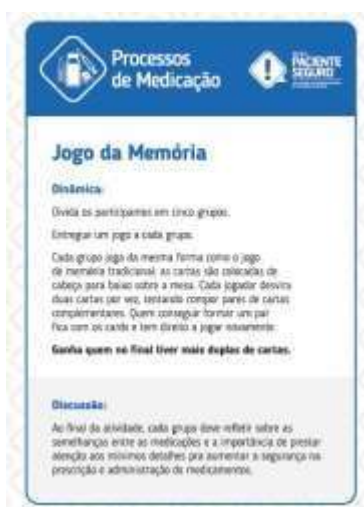 Processos
de Medicação
PACIENTE
SEGURO
Jogo da Memória
Dinâmica:
Divida os participantes em cinco grupos.
Entregue um jogo a cada grupo.
Cada grupo joga da mesma forma como o jogo
de memória tradicional: as cartas são colocadas de
cabeça para baixo sobre a mesa. Cada jogador desvira
duas cartas por vez, tentando compor pares de cartas
complementares. Quem conseguir formar um par
fica com os cards e tem direito a jogar novamente.
Ganha quem no final tiver mais duplas de cartas.
Discussão:
Ao final da atividade, cada grupo deve refletir sobre as
semelhanças entre as medicações e a importância de prestar
atenção aos mínimos detalhes pra aumentar a segurança na
prescrição e administração de medicamentos.